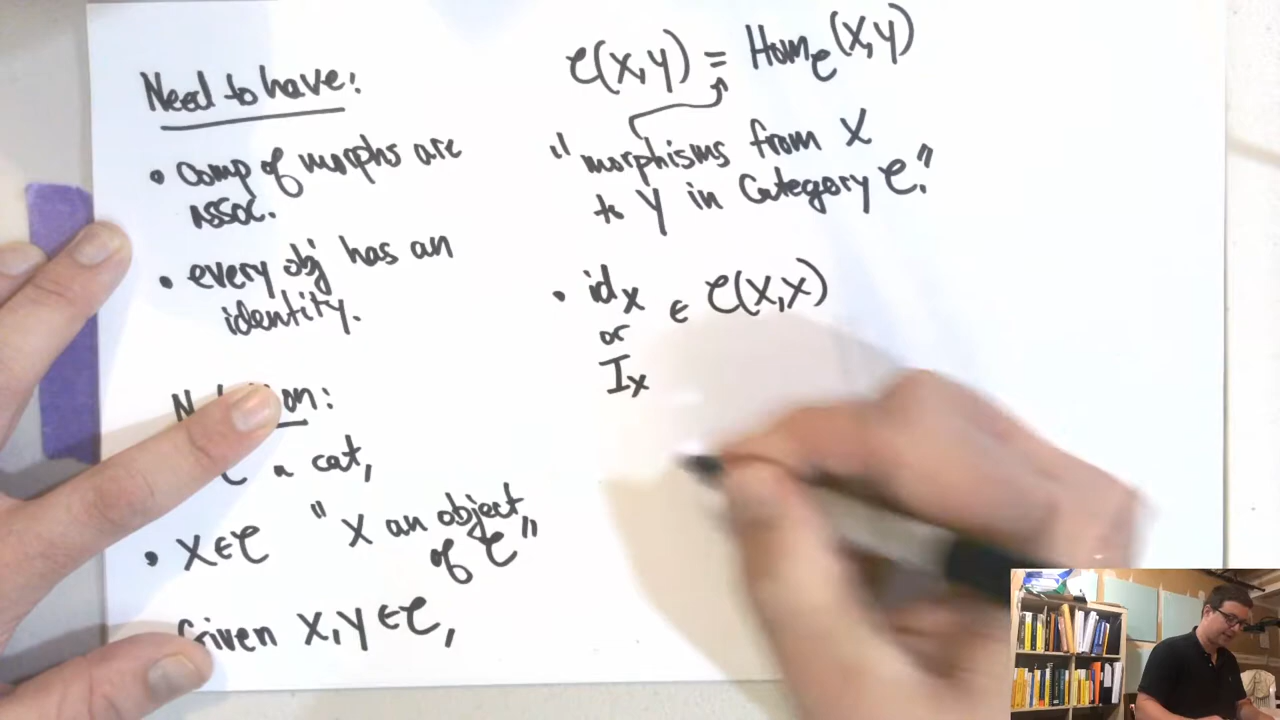 Need to have:
• comp of morphs are
assoc.
• every obj has an
identity.
a cat,
• X ∈ C "X an object
of C"
Given X, Y ∈ C,
C(X, Y) = Hom_C(X, Y)
"morphisms from X
to Y in Category C."
• id_X ∈ C(X, X)
or
I_X